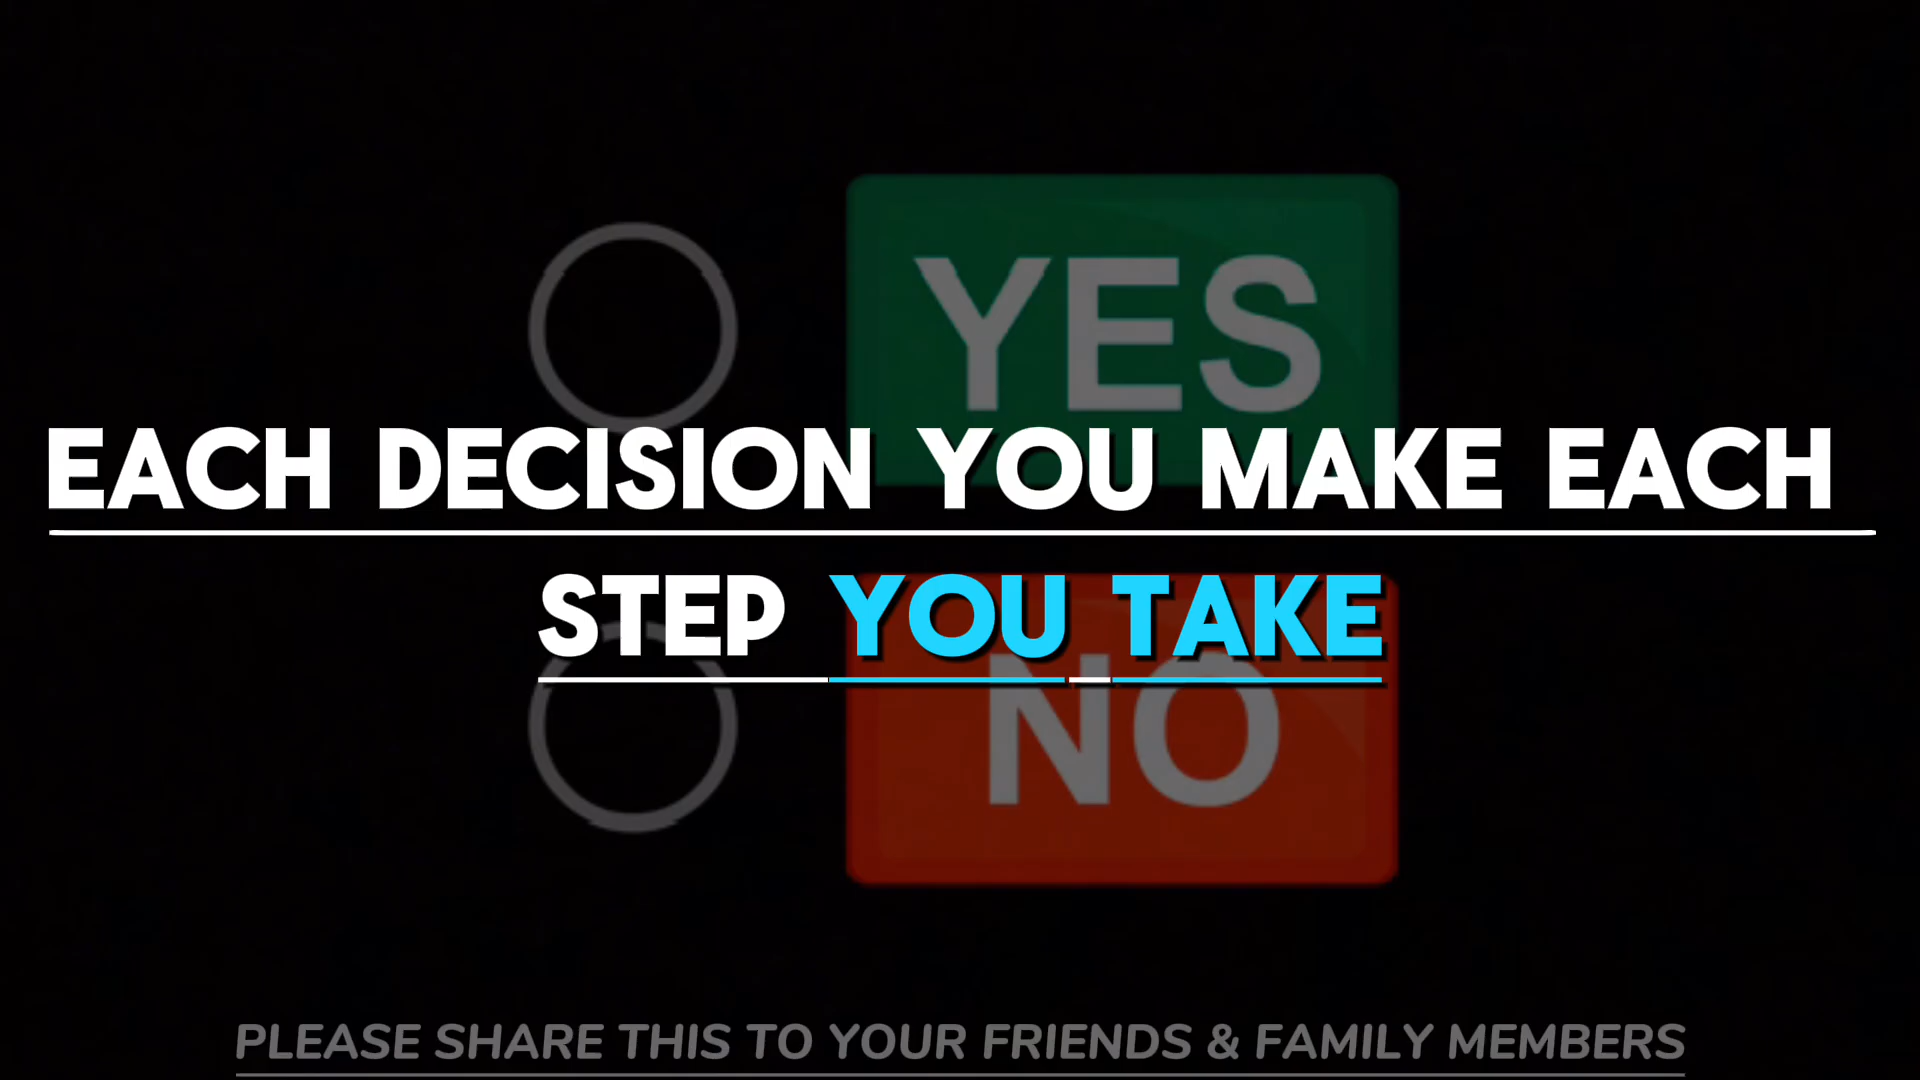 YES
EACH DECISION YOU MAKE EACH
STEP YOU TAKE
NO
PLEASE SHARE THIS TO YOUR FRIENDS & FAMILY MEMBERS